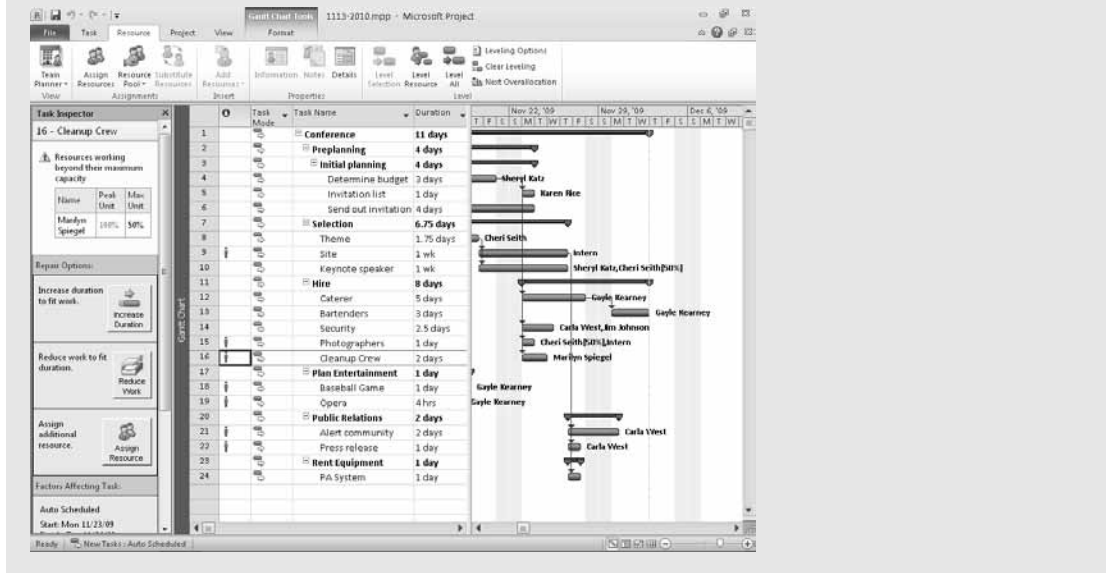 Gantt Chart Tools
1113-2010.mpp - Microsoft Project
File Task Resource Project View Format
Team Planner
Assign Resources
Resource Pool
Substitute Resources
Add Resources
Information Notes Details
Level Selection
Level Resource
Level All
Leveling Options
Clear Leveling
Next Overallocation
View Assignments Insert Properties Level
Task Inspector
16 - Cleanup Crew
Resources working
beyond their maximum
capacity
Name Peak Unit Max Unit
Marilyn Spiegel 100% 50%
Repair Options:
Increase duration
to fit work.
Increase Duration
Reduce work to fit
duration.
Reduce Work
Assign
additional
resource.
Assign Resource
Factors Affecting Task:
Auto Scheduled
Start: Mon 11/23/09
Gantt Chart
Task Mode Task Name Duration
1 Conference 11 days
2 Preplanning 4 days
3 Initial planning 4 days
4 Determine budget 3 days
5 Invitation list 1 day
6 Send out invitation 4 days
7 Selection 6.75 days
8 Theme 1.75 days
9 Site 1 wk
10 Keynote speaker 1 wk
11 Hire 8 days
12 Caterer 5 days
13 Bartenders 3 days
14 Security 2.5 days
15 Photographers 1 day
16 Cleanup Crew 2 days
17 Plan Entertainment 1 day
18 Baseball Game 1 day
19 Opera 4 hrs
20 Public Relations 2 days
21 Alert community 2 days
22 Press release 1 day
23 Rent Equipment 1 day
24 PA System 1 day
Nov 22, '09 Nov 29, '09 Dec 6, '09
T F S S M T W T F S S M T W T F S S M T W
Sheryl Katz
Karen Rice
Cheri Seith
Intern
Sheryl Katz,Cheri Seith[50%]
Gayle Kearney
Gayle Kearney
Carla West,Jim Johnson
Cheri Seith[50%],Intern
Marilyn Spiegel
Gayle Kearney
Gayle Kearney
Carla West
Carla West
Ready New Tasks : Auto Scheduled